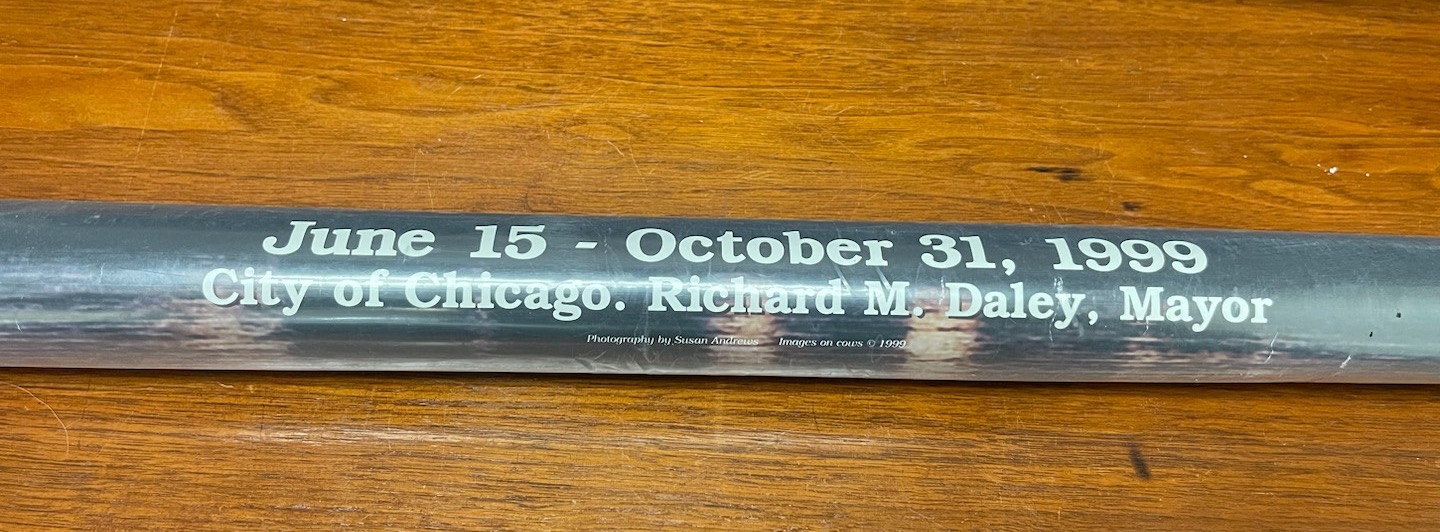 June 15 - October 31, 1999
City of Chicago. Richard M. Daley, Mayor
Photography by Susan Andrews Images on cows © 1999